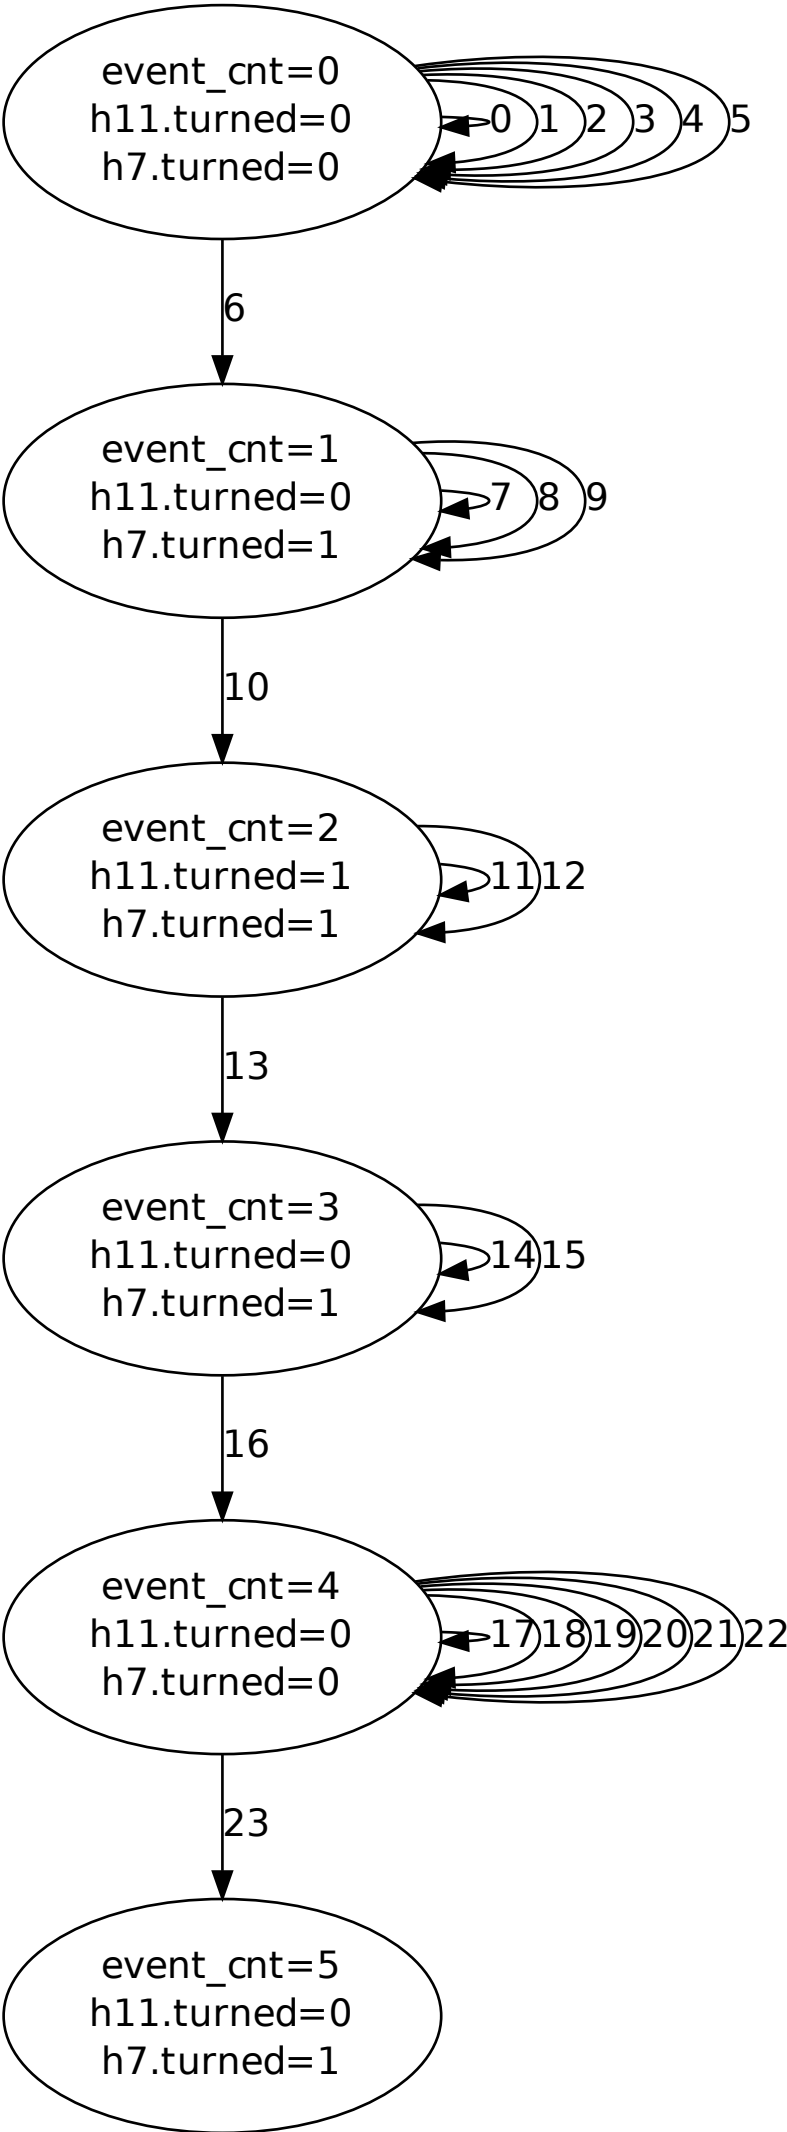 event_cnt=0
h11.turned=0
h7.turned=0
0
1
2
3
4
5
6
event_cnt=1
h11.turned=0
h7.turned=1
7
8
9
10
event_cnt=2
h11.turned=1
h7.turned=1
11
12
13
event_cnt=3
h11.turned=0
h7.turned=1
14
15
16
event_cnt=4
h11.turned=0
h7.turned=0
17
18
19
20
21
22
23
event_cnt=5
h11.turned=0
h7.turned=1